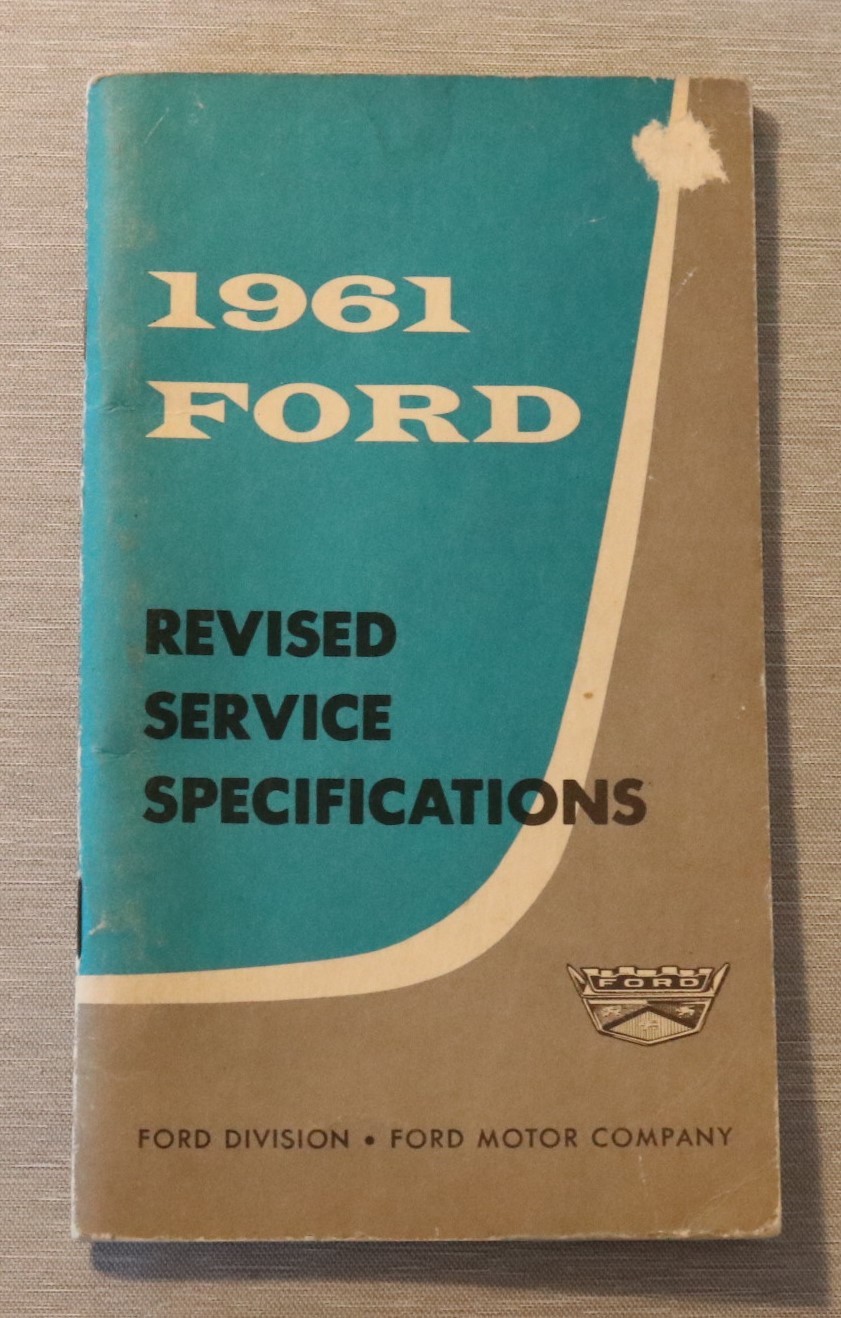 1961
FORD
REVISED
SERVICE
SPECIFICATIONS
FORD
FORD DIVISION • FORD MOTOR COMPANY